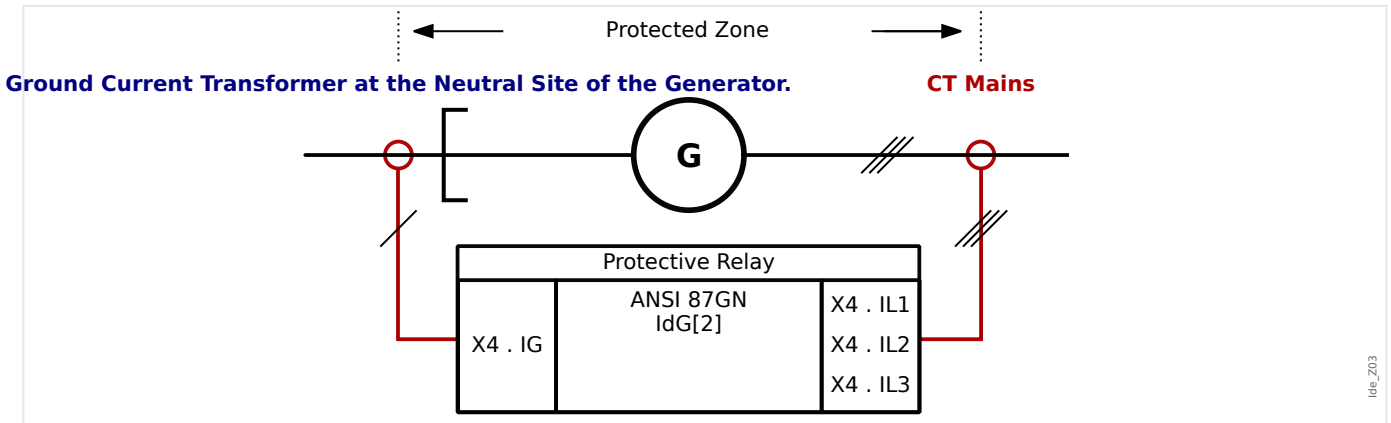 Protected Zone
Ground Current Transformer at the Neutral Site of the Generator.
CT Mains
G
Protective Relay
X4 . IG
ANSI 87GN
IdG[2]
X4 . IL1
X4 . IL2
X4 . IL3
Ide_Z03